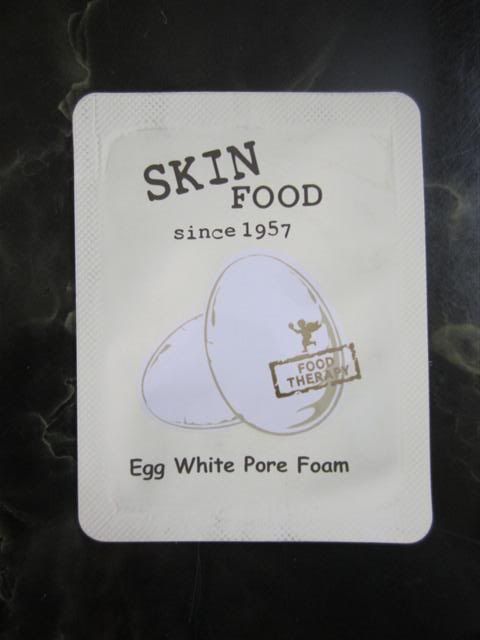 SKIN
FOOD
since 1957
FOOD
THERAPY
Egg White Pore Foam